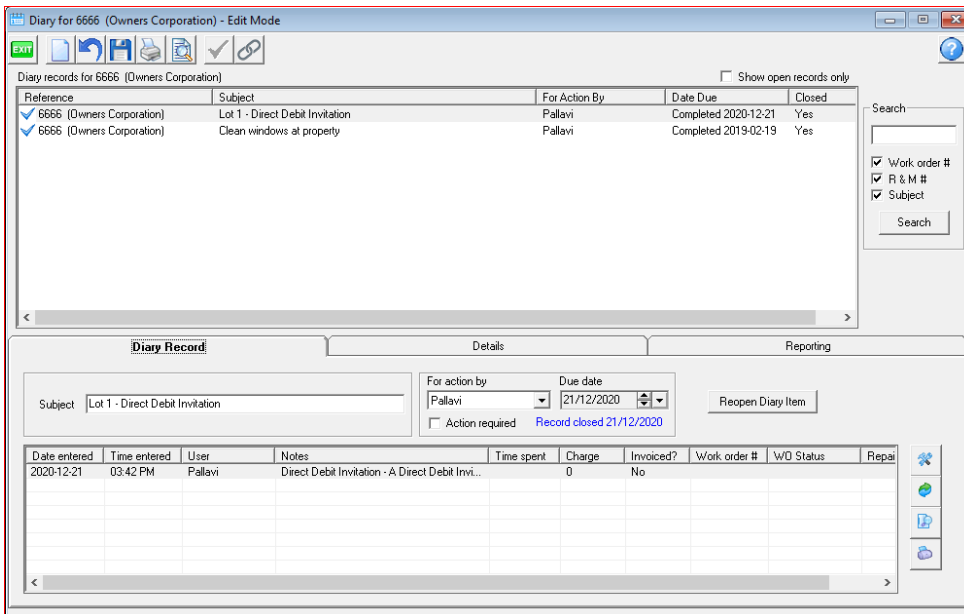 Diary for 6666 (Owners Corporation) - Edit Mode
EXIT
Diary records for 6666 (Owners Corporation)
Show open records only
Reference Subject For Action By Date Due Closed
6666 (Owners Corporation) Lot 1 - Direct Debit Invitation Pallavi Completed 2020-12-21 Yes
6666 (Owners Corporation) Clean windows at property Pallavi Completed 2019-02-19 Yes
Search
Work order #
R & M #
Subject
Search
Diary Record Details Reporting
For action by Due date
Subject Lot 1 - Direct Debit Invitation Pallavi 21/12/2020 Reopen Diary Item
Action required Record closed 21/12/2020
Date entered Time entered User Notes Time spent Charge Invoiced? Work order # WO Status Repai
2020-12-21 03:42 PM Pallavi Direct Debit Invitation - A Direct Debit Invi... 0 No